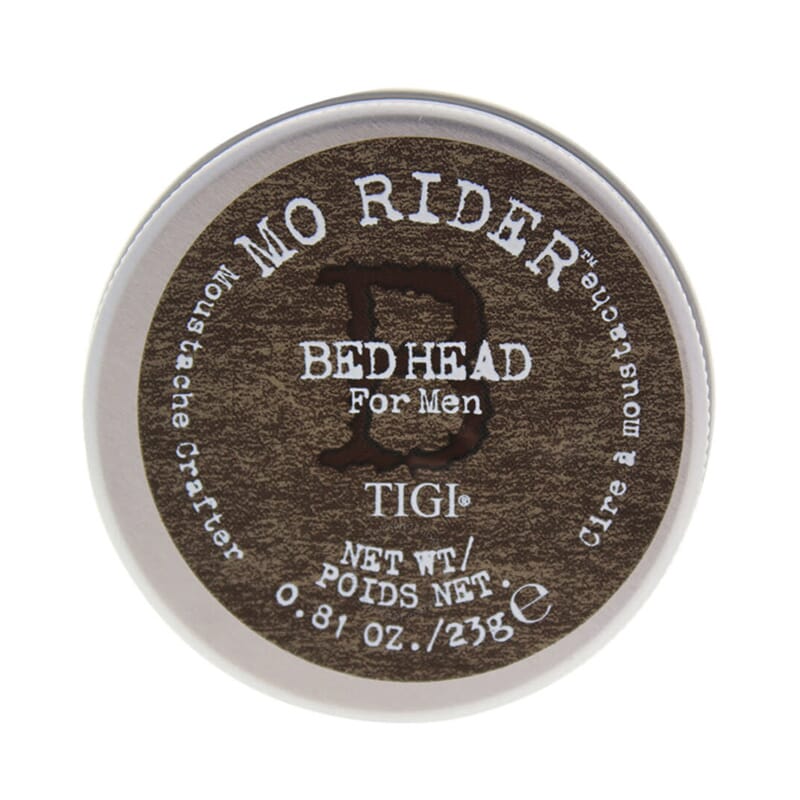 MO RIDER™
Moustache Crafter
Cire à moustache
B
BED HEAD
For Men
TIGI®
NET WT/
POIDS NET.
0.81 OZ./23g e